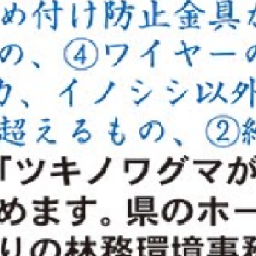 め付け防止金具が
の、④ワイヤーの
カ、イノシシ以外
超えるもの、②締
「ツキノワグマが
めます。県のホー
りの林務環境事務